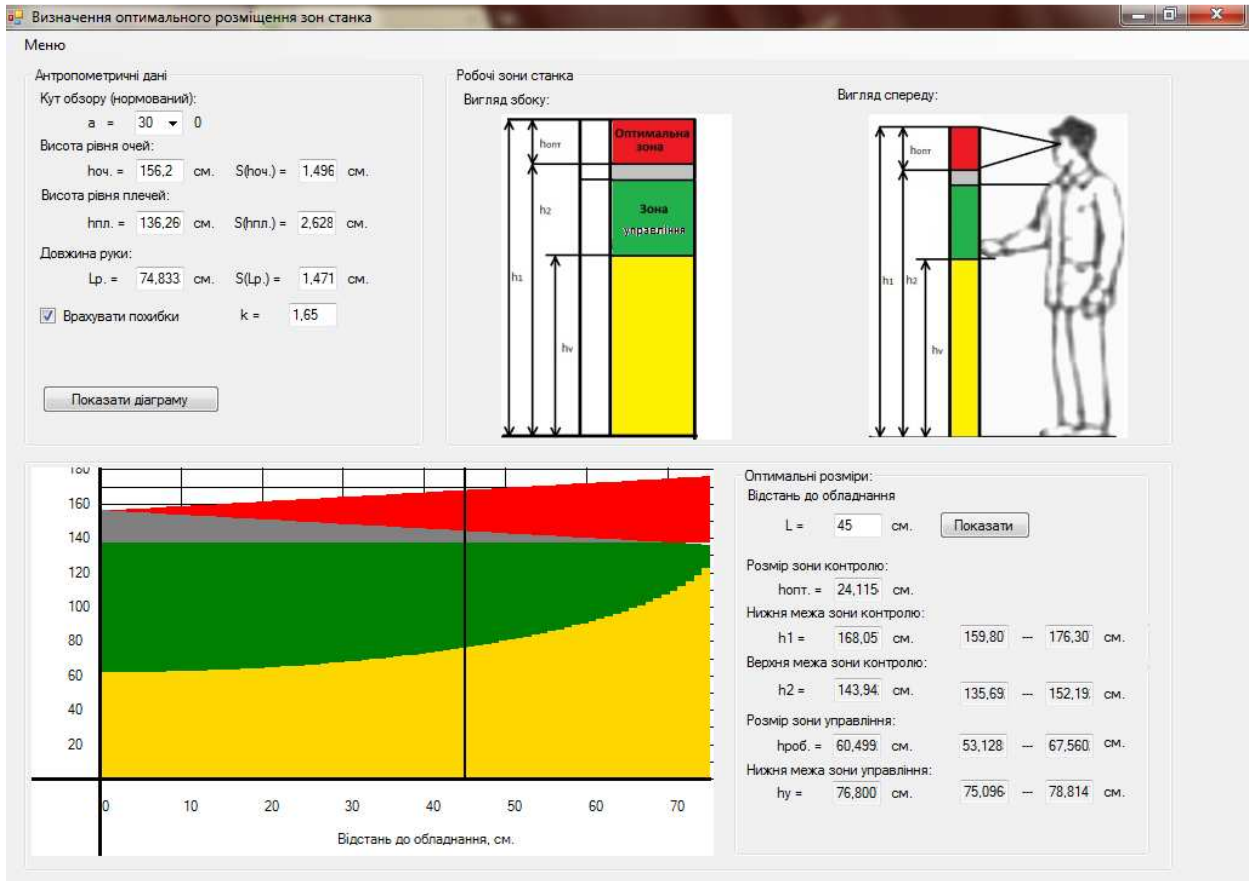 Визначення оптимального розміщення зон станка
Меню
Антропометричні дані
Кут обзору (нормований):
a = 30 0
Висота рівня очей:
hоч. = 156,2 см. S(hоч.) = 1,496 см.
Висота рівня плечей:
hпл. = 136,26 см. S(hпл.) = 2,628 см.
Довжина руки:
Lр. = 74,833 см. S(Lр.) = 1,471 см.
Врахувати похибки k = 1,65
Показати діаграму
Робочі зони станка
Вигляд збоку:
Оптимальна
зона
hопт
h2
Зона
управління
h1
hv
Вигляд спереду:
hопт
h1 h2
hv
180
160
140
120
100
80
60
40
20
0 10 20 30 40 50 60 70
Відстань до обладнання, см.
Оптимальні розміри:
Відстань до обладнання
L = 45 см. Показати
Розмір зони контролю:
hопт. = 24,115 см.
Нижня межа зони контролю:
h1 = 168,05 см. 159,80 --- 176,30 см.
Верхня межа зони контролю:
h2 = 143,94 см. 135,69 --- 152,19 см.
Розмір зони управління:
hроб. = 60,499 см. 53,128 --- 67,560 см.
Нижня межа зони управління:
hу = 76,800 см. 75,096 --- 78,814 см.